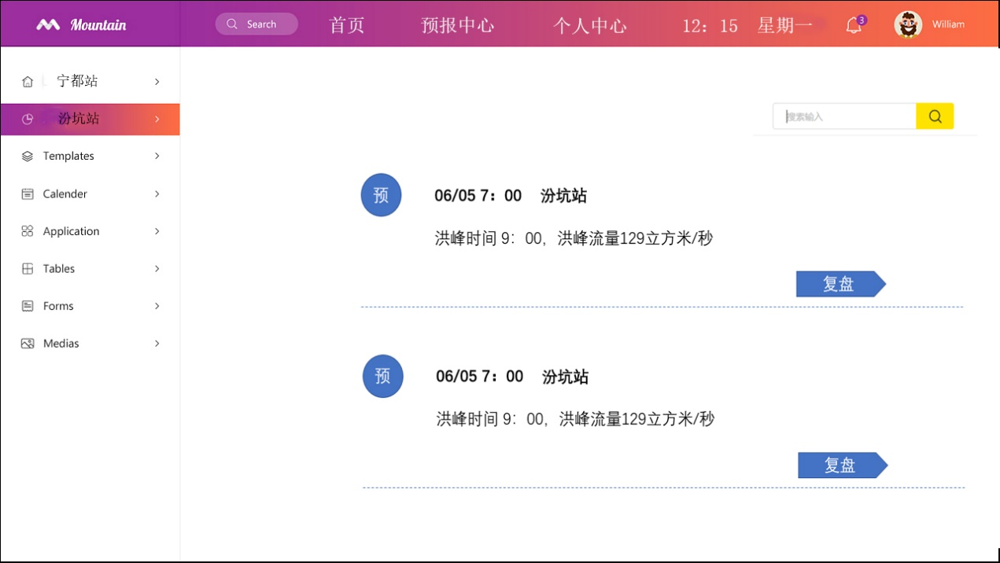 Mountain
Search
首页
预报中心
个人中心
12：15 星期一
3
William
宁都站
汾坑站
Templates
Calender
Application
Tables
Forms
Medias
搜索输入
预
06/05 7：00 汾坑站
洪峰时间 9：00，洪峰流量129立方米/秒
复盘
预
06/05 7：00 汾坑站
洪峰时间 9：00，洪峰流量129立方米/秒
复盘